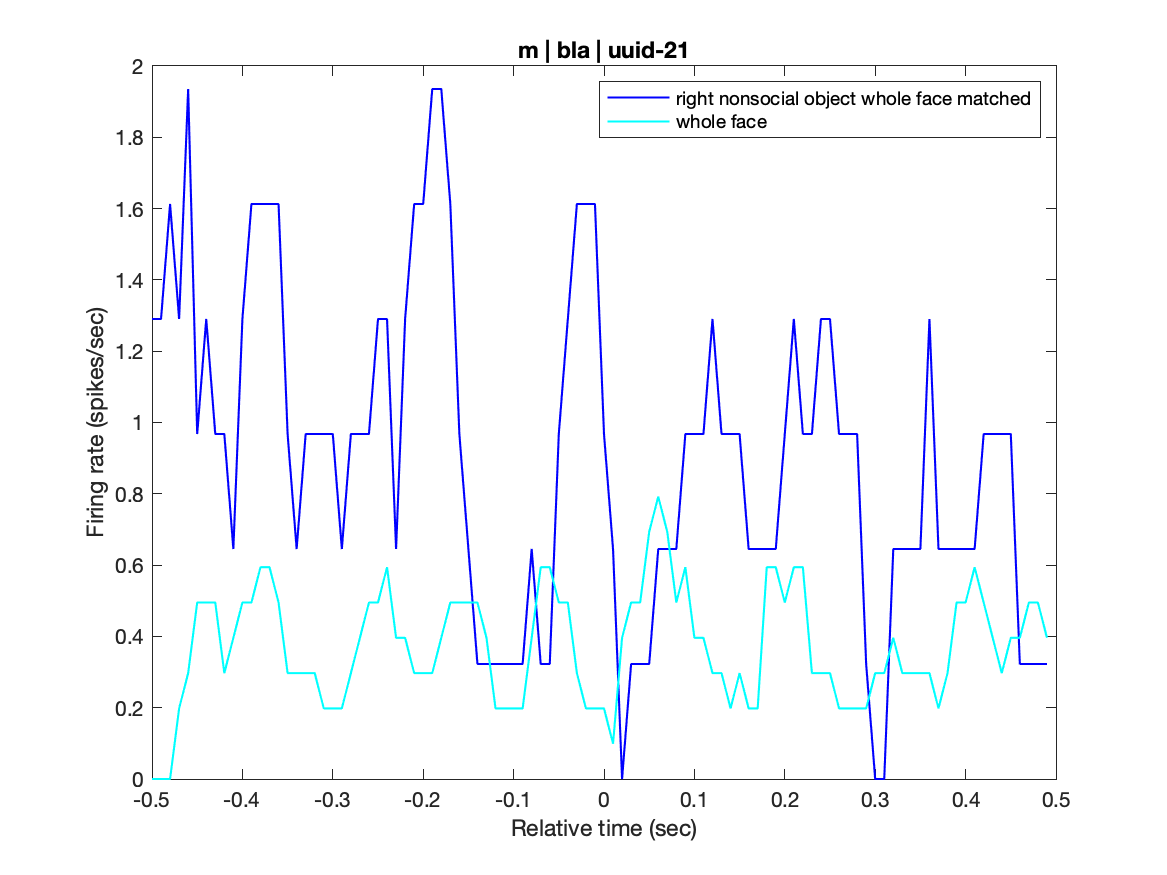 m | bla | uuid-21
right nonsocial object whole face matched
whole face
Firing rate (spikes/sec)
2
1.8
1.6
1.4
1.2
1
0.8
0.6
0.4
0.2
0
-0.5 -0.4 -0.3 -0.2 -0.1 0 0.1 0.2 0.3 0.4 0.5
Relative time (sec)